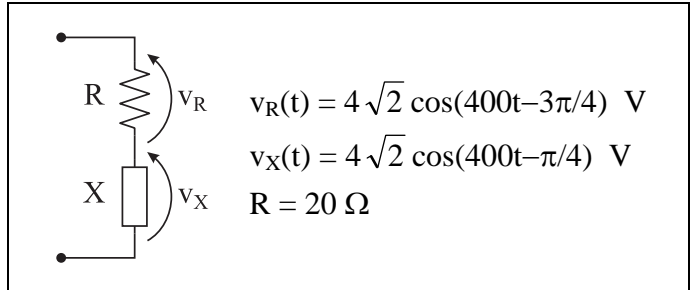 R
v_R
v_R(t) = 4√2 cos(400t−3π/4) V
X
v_X
v_X(t) = 4√2 cos(400t−π/4) V
R = 20 Ω